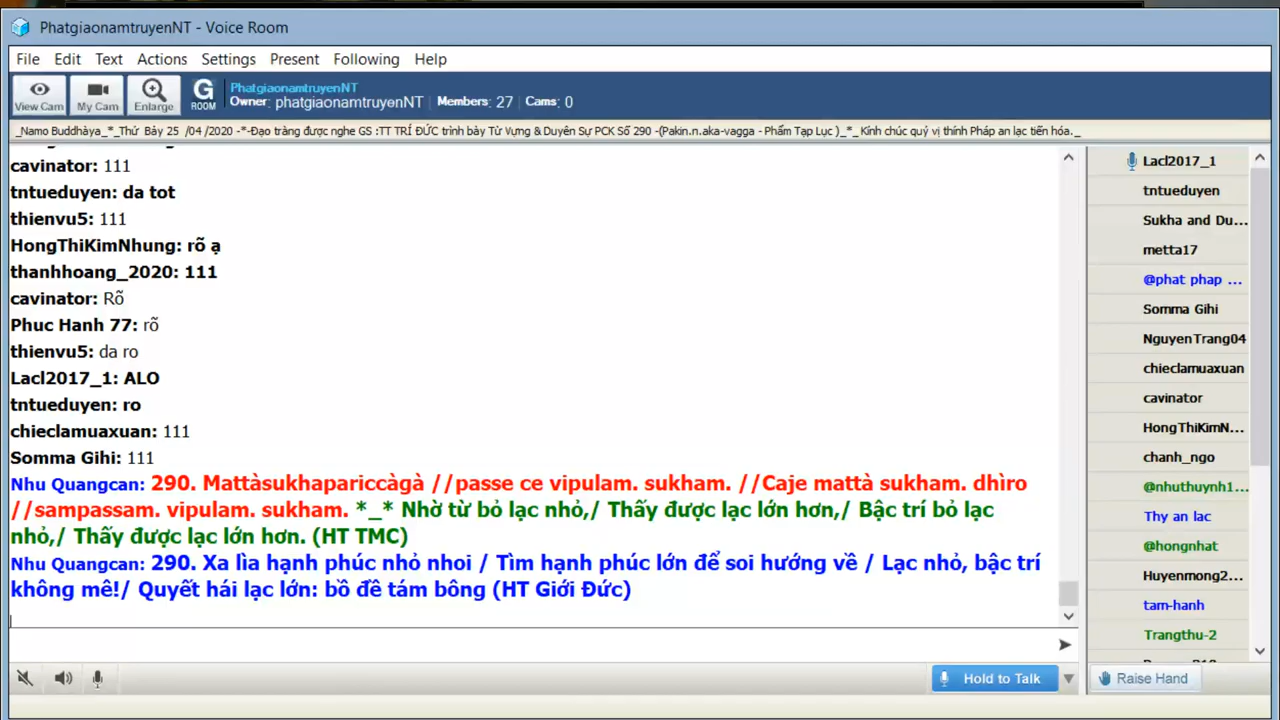 PhatgiaonamtruyenNT - Voice Room
File Edit Text Actions Settings Present Following Help
View Cam My Cam Enlarge G ROOM
PhatgiaonamtruyenNT
Owner: phatgiaonamtruyenNT Members: 27 Cams: 0
_Namo Buddhàya_*_Thứ Bảy 25 /04 /2020 -*-Đạo tràng được nghe GS :TT TRÍ ĐỨC trình bày Từ Vựng & Duyên Sự PCK Số 290 -(Pakin.n.aka-vagga - Phẩm Tạp Lục )_*_ Kính chúc quý vị thính Pháp an lạc tiến hóa._
cavinator: 111
tntueduyen: da tot
thienvu5: 111
HongThiKimNhung: rõ ạ
thanhhoang_2020: 111
cavinator: Rõ
Phuc Hanh 77: rõ
thienvu5: da ro
Lacl2017_1: ALO
tntueduyen: ro
chieclamuaxuan: 111
Somma Gihi: 111
Nhu Quangcan: 290. Mattàsukhapariccàgà //passe ce vipulam. sukham. //Caje mattà sukham. dhìro
//sampassam. vipulam. sukham. *_* Nhờ từ bỏ lạc nhỏ,/ Thấy được lạc lớn hơn,/ Bậc trí bỏ lạc
nhỏ,/ Thấy được lạc lớn hơn. (HT TMC)
Nhu Quangcan: 290. Xa lìa hạnh phúc nhỏ nhoi / Tìm hạnh phúc lớn để soi hướng về / Lạc nhỏ, bậc trí
không mê!/ Quyết hái lạc lớn: bồ đề tám bông (HT Giới Đức)
Lacl2017_1
tntueduyen
Sukha and Du...
metta17
@phat phap ...
Somma Gihi
NguyenTrang04
chieclamuaxuan
cavinator
HongThiKimN...
chanh_ngo
@nhuthuynh1...
Thy an lac
@hongnhat
Huyenmong2...
tam-hanh
Trangthu-2
Hold to Talk
Raise Hand